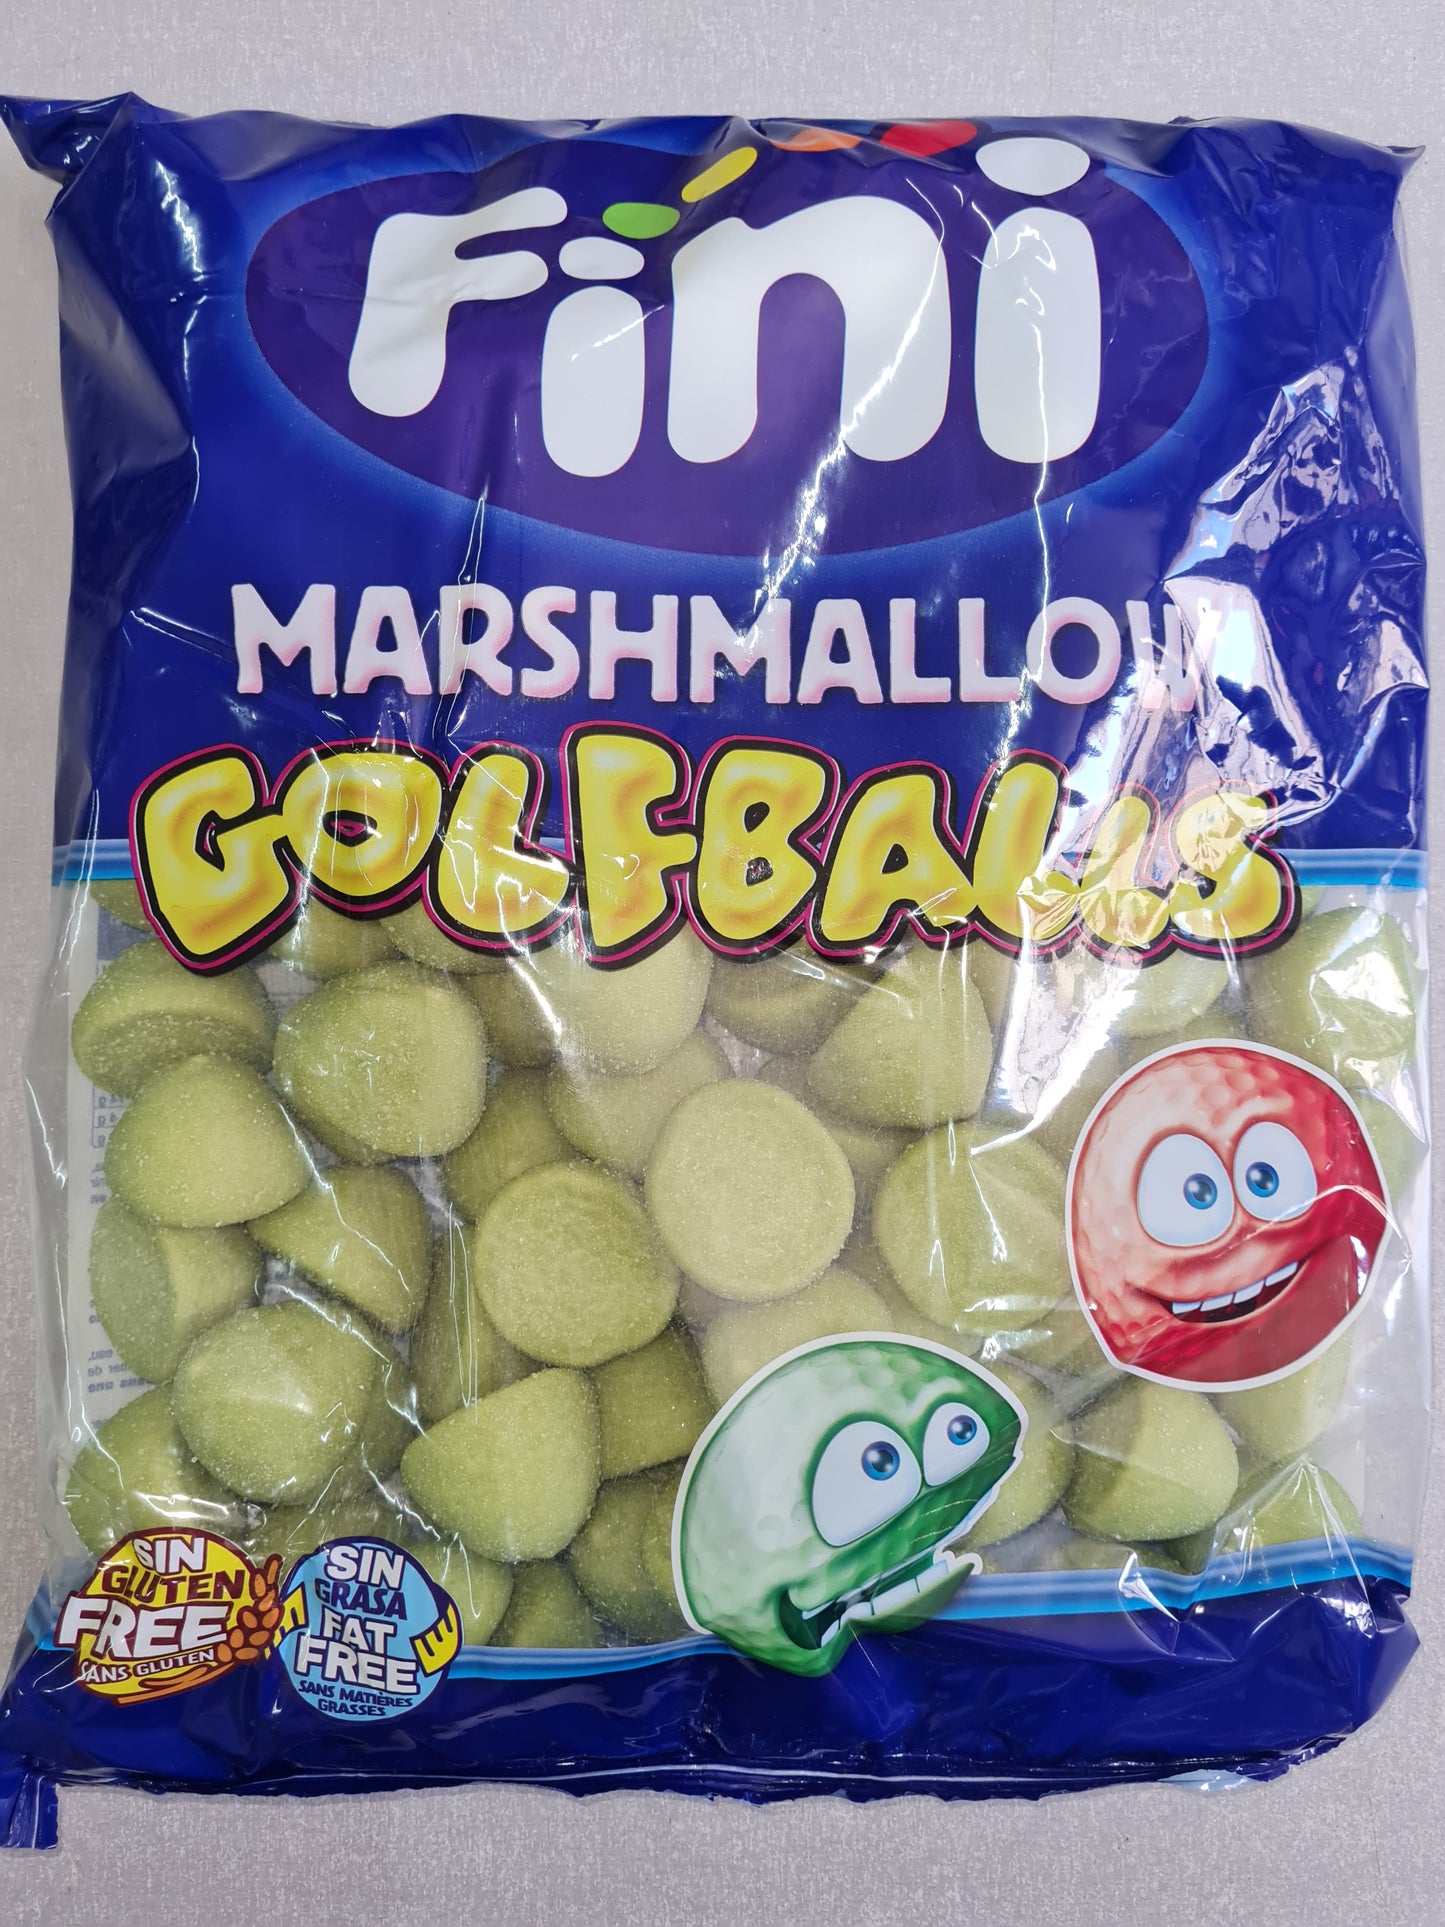 Fini
MARSHMALLOW
GOLFBALLS
SIN
GLUTEN
FREE
SANS GLUTEN
SIN
GRASA
FAT
FREE
SANS MATIÈRES
GRASSES